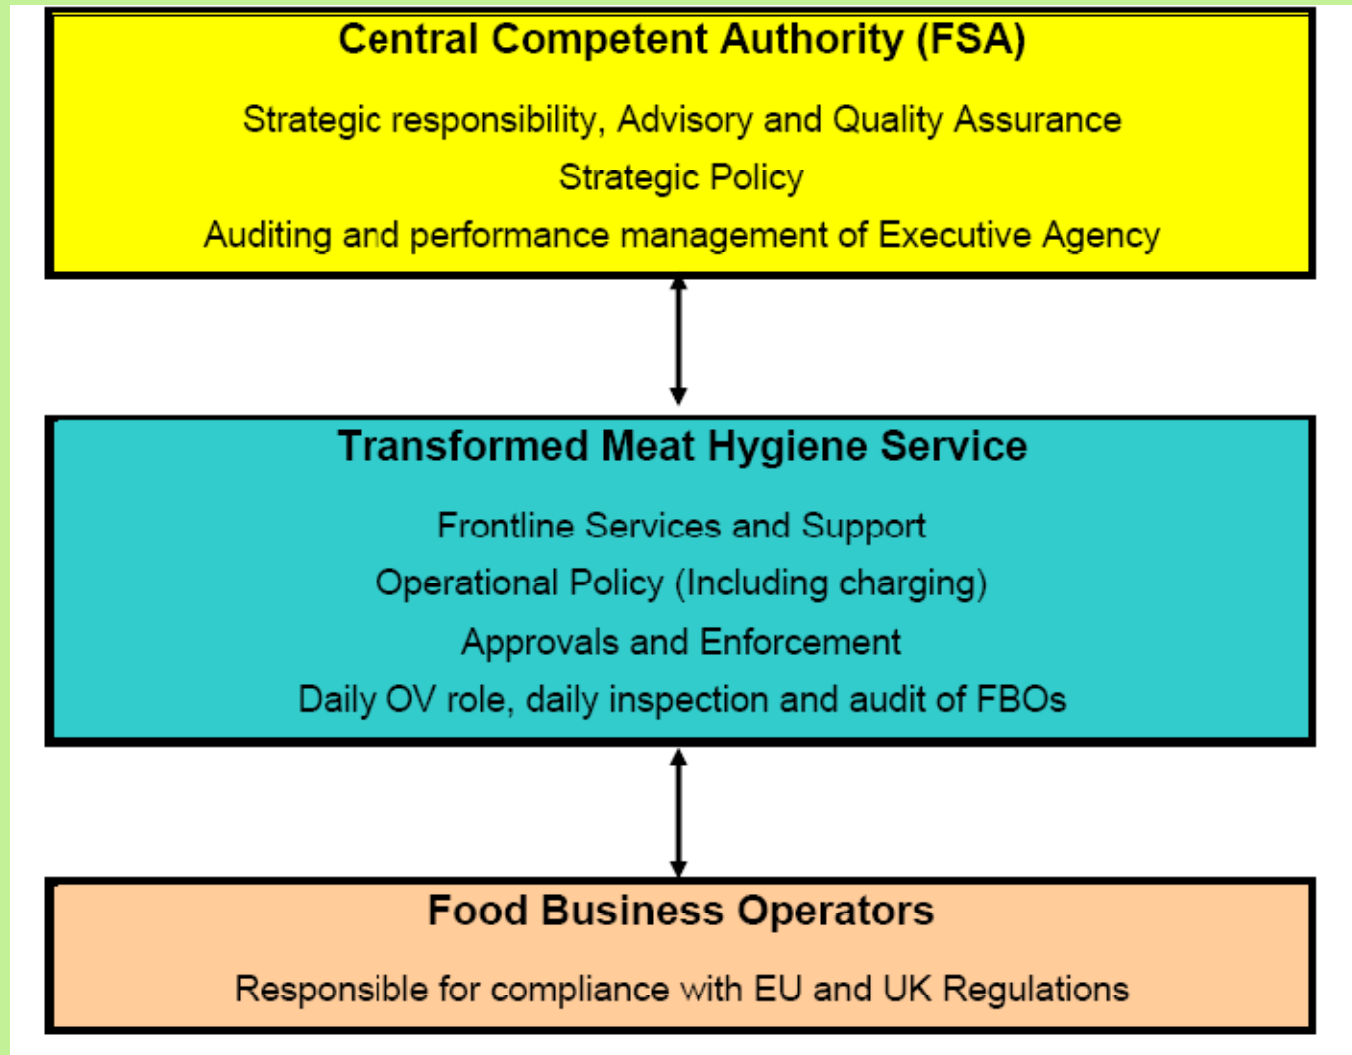 Central Competent Authority (FSA)
Strategic responsibility, Advisory and Quality Assurance
Strategic Policy
Auditing and performance management of Executive Agency
Transformed Meat Hygiene Service
Frontline Services and Support
Operational Policy (Including charging)
Approvals and Enforcement
Daily OV role, daily inspection and audit of FBOs
Food Business Operators
Responsible for compliance with EU and UK Regulations